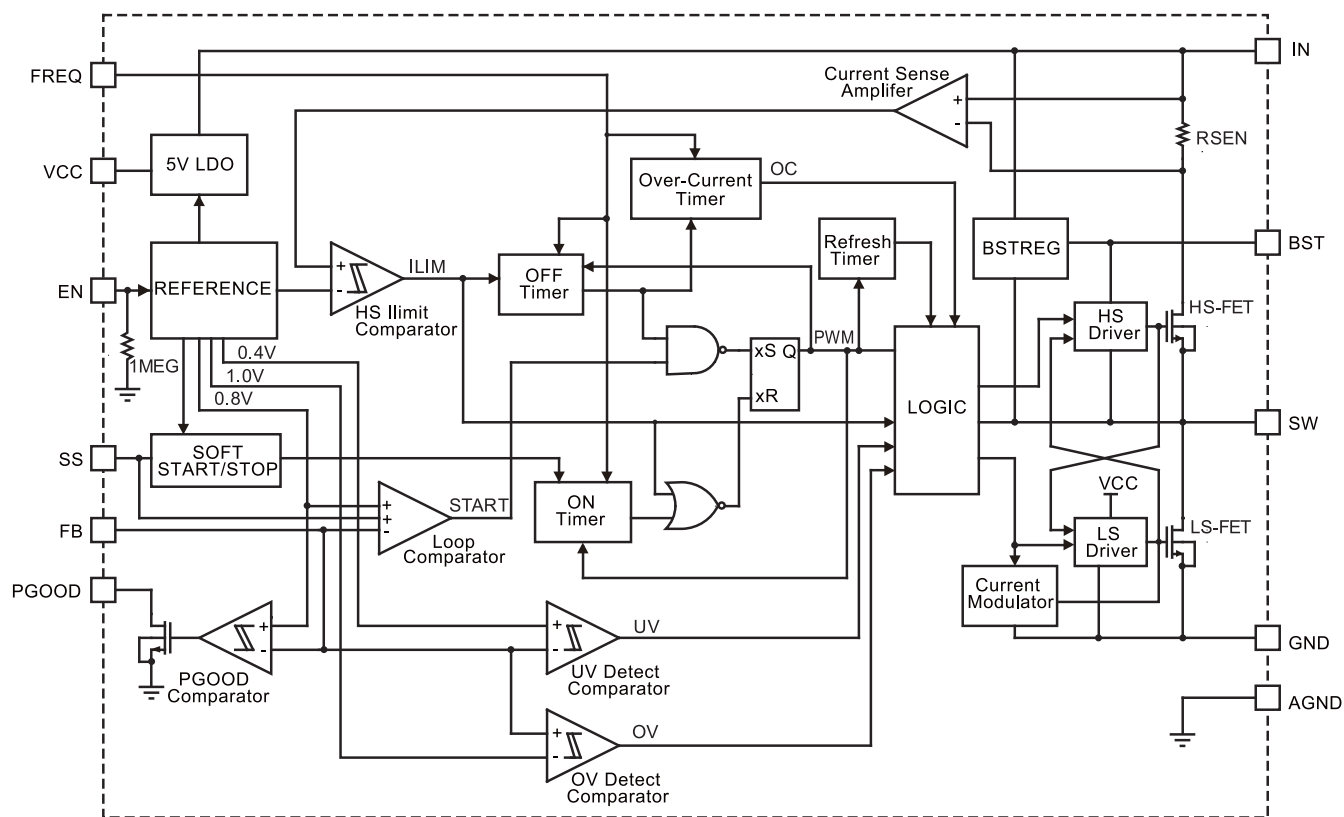 FREQ
IN
Current Sense
Amplifer
+
-
RSEN
5V LDO
VCC
Over-Current
Timer
OC
Refresh
Timer
BSTREG
BST
REFERENCE
EN
+
-
ILIM
HS Ilimit
Comparator
OFF
Timer
HS
Driver
HS-FET
1MEG
0.4V
1.0V
0.8V
xS Q
xR
PWM
LOGIC
SW
SOFT
START/STOP
SS
+
+
-
START
Loop
Comparator
ON
Timer
VCC
LS
Driver
LS-FET
FB
PGOOD
Current
Modulator
+
-
PGOOD
Comparator
+
-
UV
UV Detect
Comparator
GND
AGND
+
-
OV
OV Detect
Comparator